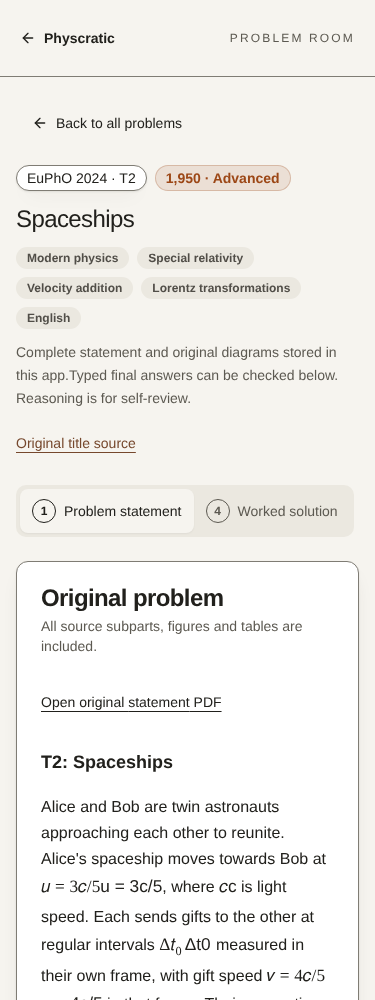 Physcratic
PROBLEM ROOM
Back to all problems
EuPhO 2024 · T2
1,950 · Advanced
Spaceships
Modern physics
Special relativity
Velocity addition
Lorentz transformations
English
Complete statement and original diagrams stored in
this app.Typed final answers can be checked below.
Reasoning is for self-review.
Original title source
1 Problem statement
4 Worked solution
Original problem
All source subparts, figures and tables are
included.
Open original statement PDF
T2: Spaceships
Alice and Bob are twin astronauts
approaching each other to reunite.
Alice's spaceship moves towards Bob at
u = 3c/5u = 3c/5, where cc is light
speed. Each sends gifts to the other at
regular intervals Δt₀ Δt0 measured in
their own frame, with gift speed v = 4c/5